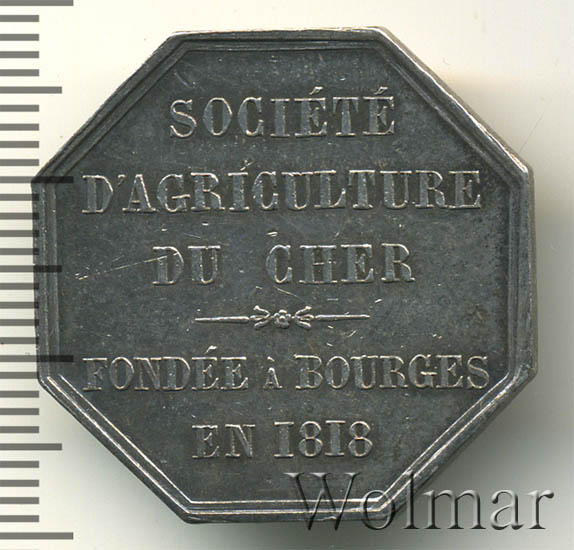 SOCIÉTÉ
D'AGRICULTURE
DU CHER
FONDÉE À BOURGES
EN 1818
Wolmar